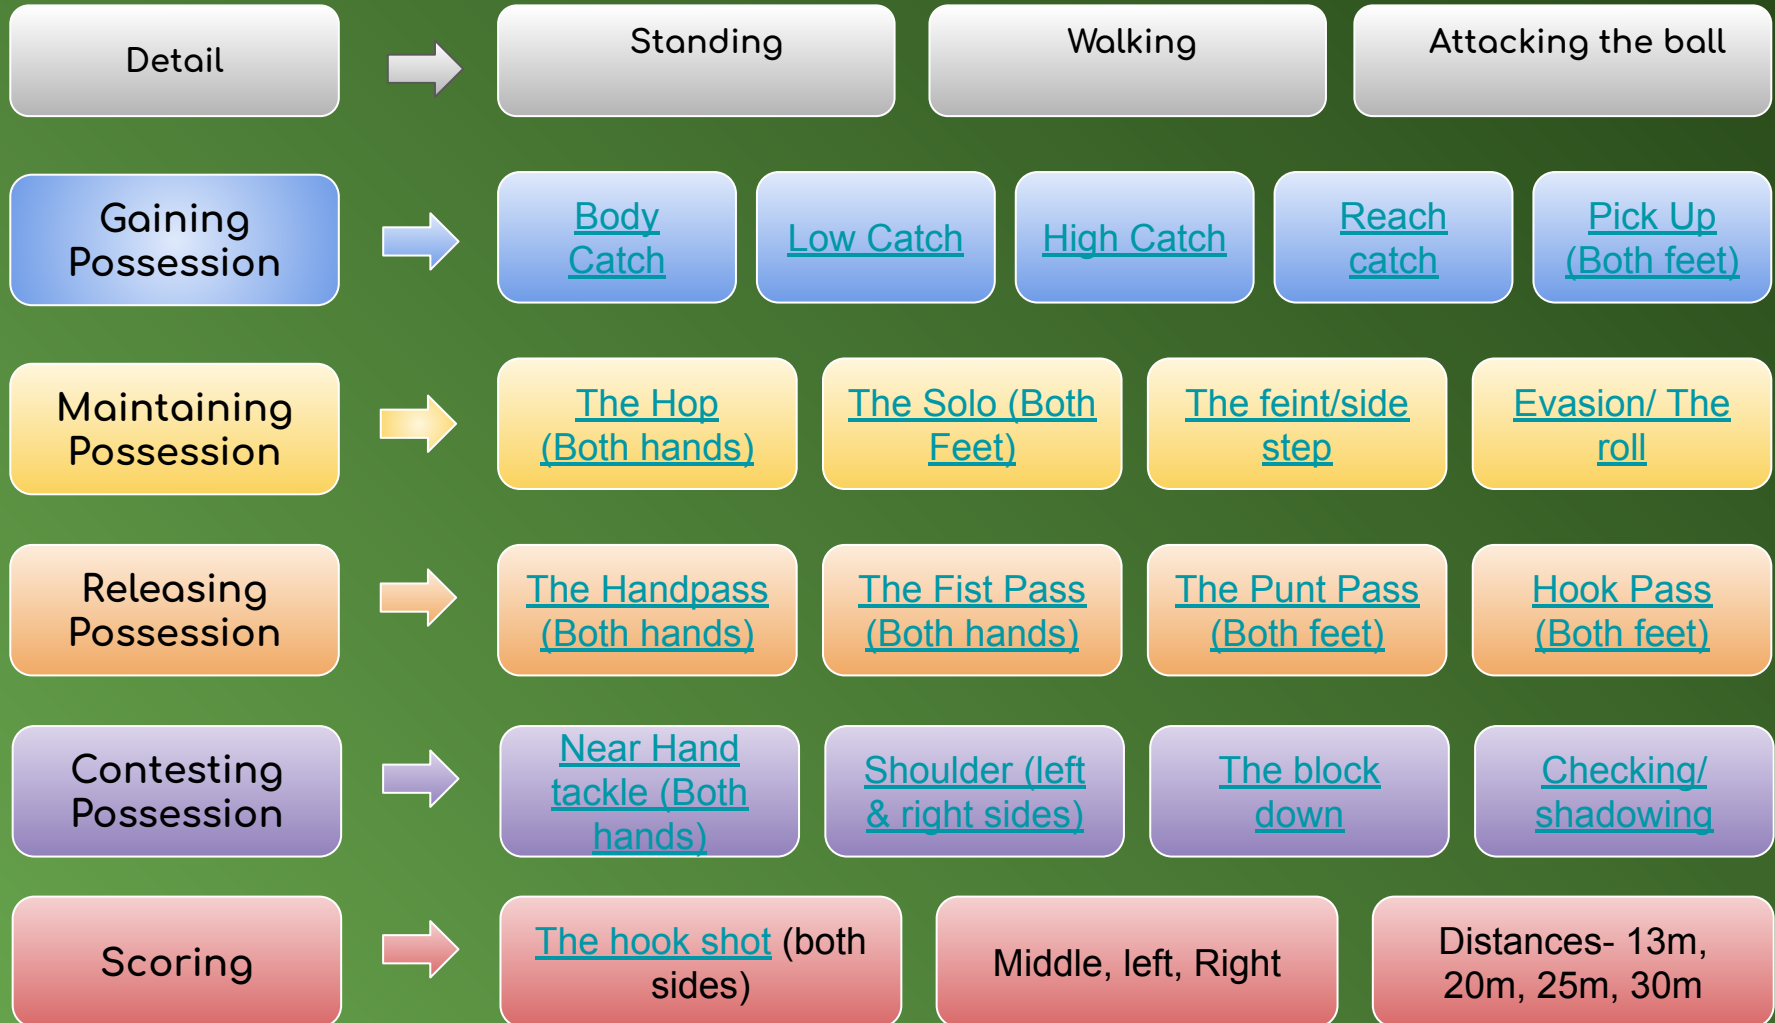 Detail
Standing
Walking
Attacking the ball
Gaining
Possession
Body
Catch
Low Catch
High Catch
Reach
catch
Pick Up
(Both feet)
Maintaining
Possession
The Hop
(Both hands)
The Solo (Both
Feet)
The feint/side
step
Evasion/ The
roll
Releasing
Possession
The Handpass
(Both hands)
The Fist Pass
(Both hands)
The Punt Pass
(Both feet)
Hook Pass
(Both feet)
Contesting
Possession
Near Hand
tackle (Both
hands)
Shoulder (left
& right sides)
The block
down
Checking/
shadowing
Scoring
The hook shot (both
sides)
Middle, left, Right
Distances- 13m,
20m, 25m, 30m